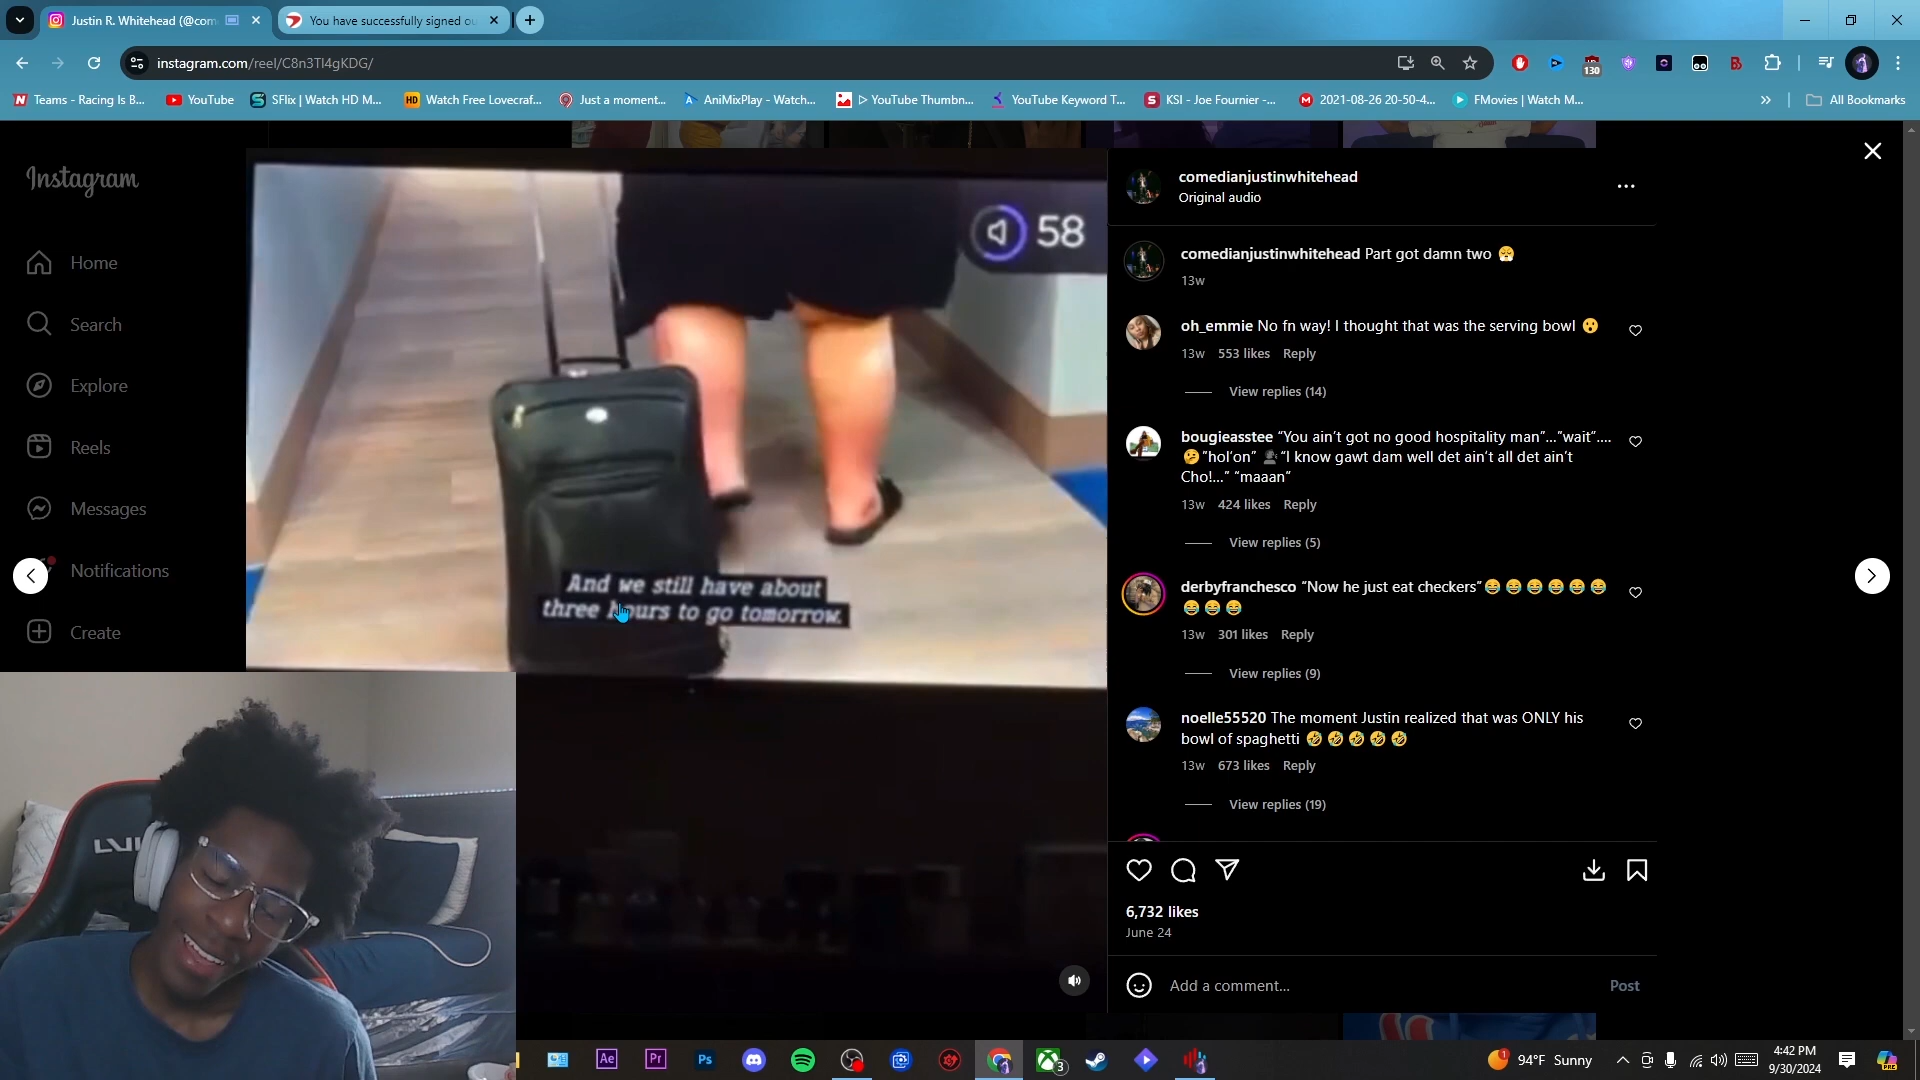 Justin R. Whitehead (@com
You have successfully signed ou
instagram.com/reel/C8n3Tl4gKDG/
130
Teams - Racing Is B...
YouTube
SFlix | Watch HD M...
Watch Free Lovecraf...
Just a moment...
AniMixPlay - Watch...
▷ YouTube Thumbn...
YouTube Keyword T...
KSI - Joe Fournier -...
2021-08-26 20-50-4...
FMovies | Watch M...
»
All Bookmarks
Instagram
Home
Search
Explore
Reels
Messages
Notifications
Create
58
And we still have about
three hours to go tomorrow.
comedianjustinwhitehead
Original audio
comedianjustinwhitehead Part got damn two 😤
13w
oh_emmie No fn way! I thought that was the serving bowl 😮
13w 553 likes Reply
View replies (14)
bougieasstee “You ain’t got no good hospitality man”...”wait“....
🤔”hol’on” 🗣️“I know gawt dam well det ain’t all det ain’t
Cho!...” “maaan”
13w 424 likes Reply
View replies (5)
derbyfranchesco “Now he just eat checkers”😂😂😂😂😂😂
😂😂😂
13w 301 likes Reply
View replies (9)
noelle55520 The moment Justin realized that was ONLY his
bowl of spaghetti 🤣🤣🤣🤣🤣
13w 673 likes Reply
View replies (19)
6,732 likes
June 24
Add a comment...
Post
Ae
Pr
Ps
3
1
94°F Sunny
4:42 PM
9/30/2024